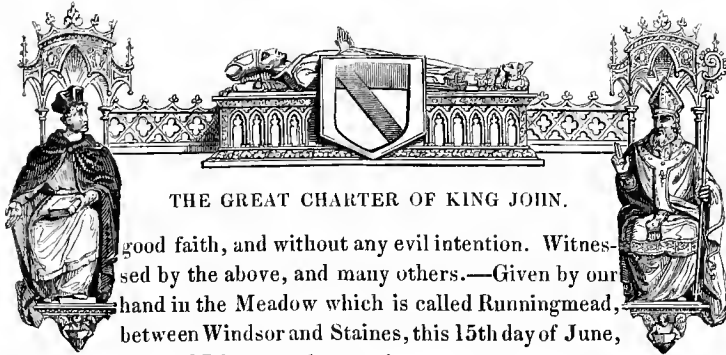 THE GREAT CHARTER OF KING JOHN.
good faith, and without any evil intention. Witnes-
sed by the above, and many others.—Given by our
hand in the Meadow which is called Runningmead,
between Windsor and Staines, this 15th day of June,